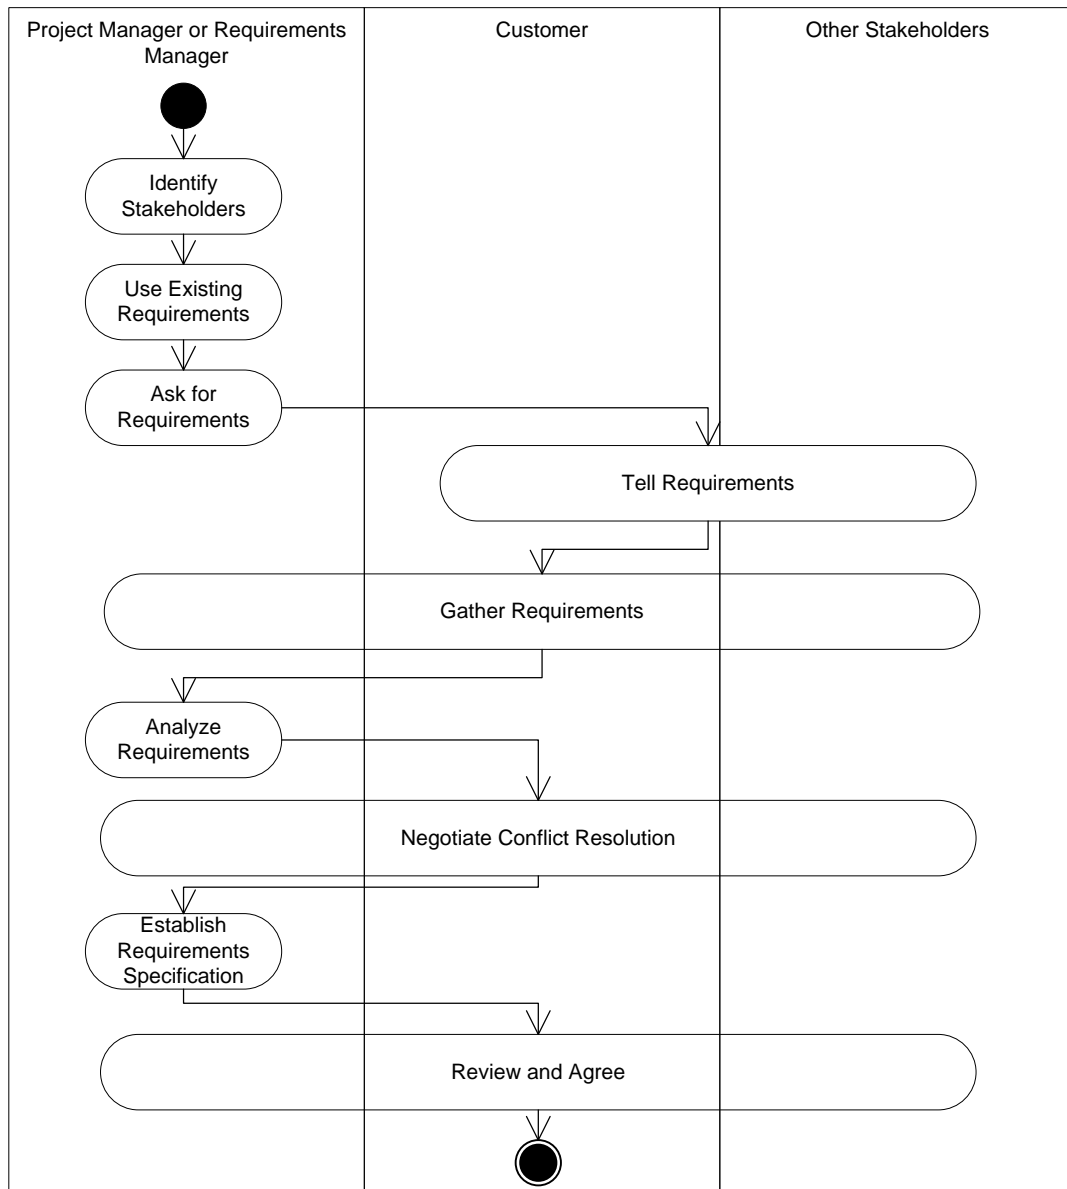 Project Manager or Requirements
Manager
Customer
Other Stakeholders
Identify
Stakeholders
Use Existing
Requirements
Ask for
Requirements
Tell Requirements
Gather Requirements
Analyze
Requirements
Negotiate Conflict Resolution
Establish
Requirements
Specification
Review and Agree